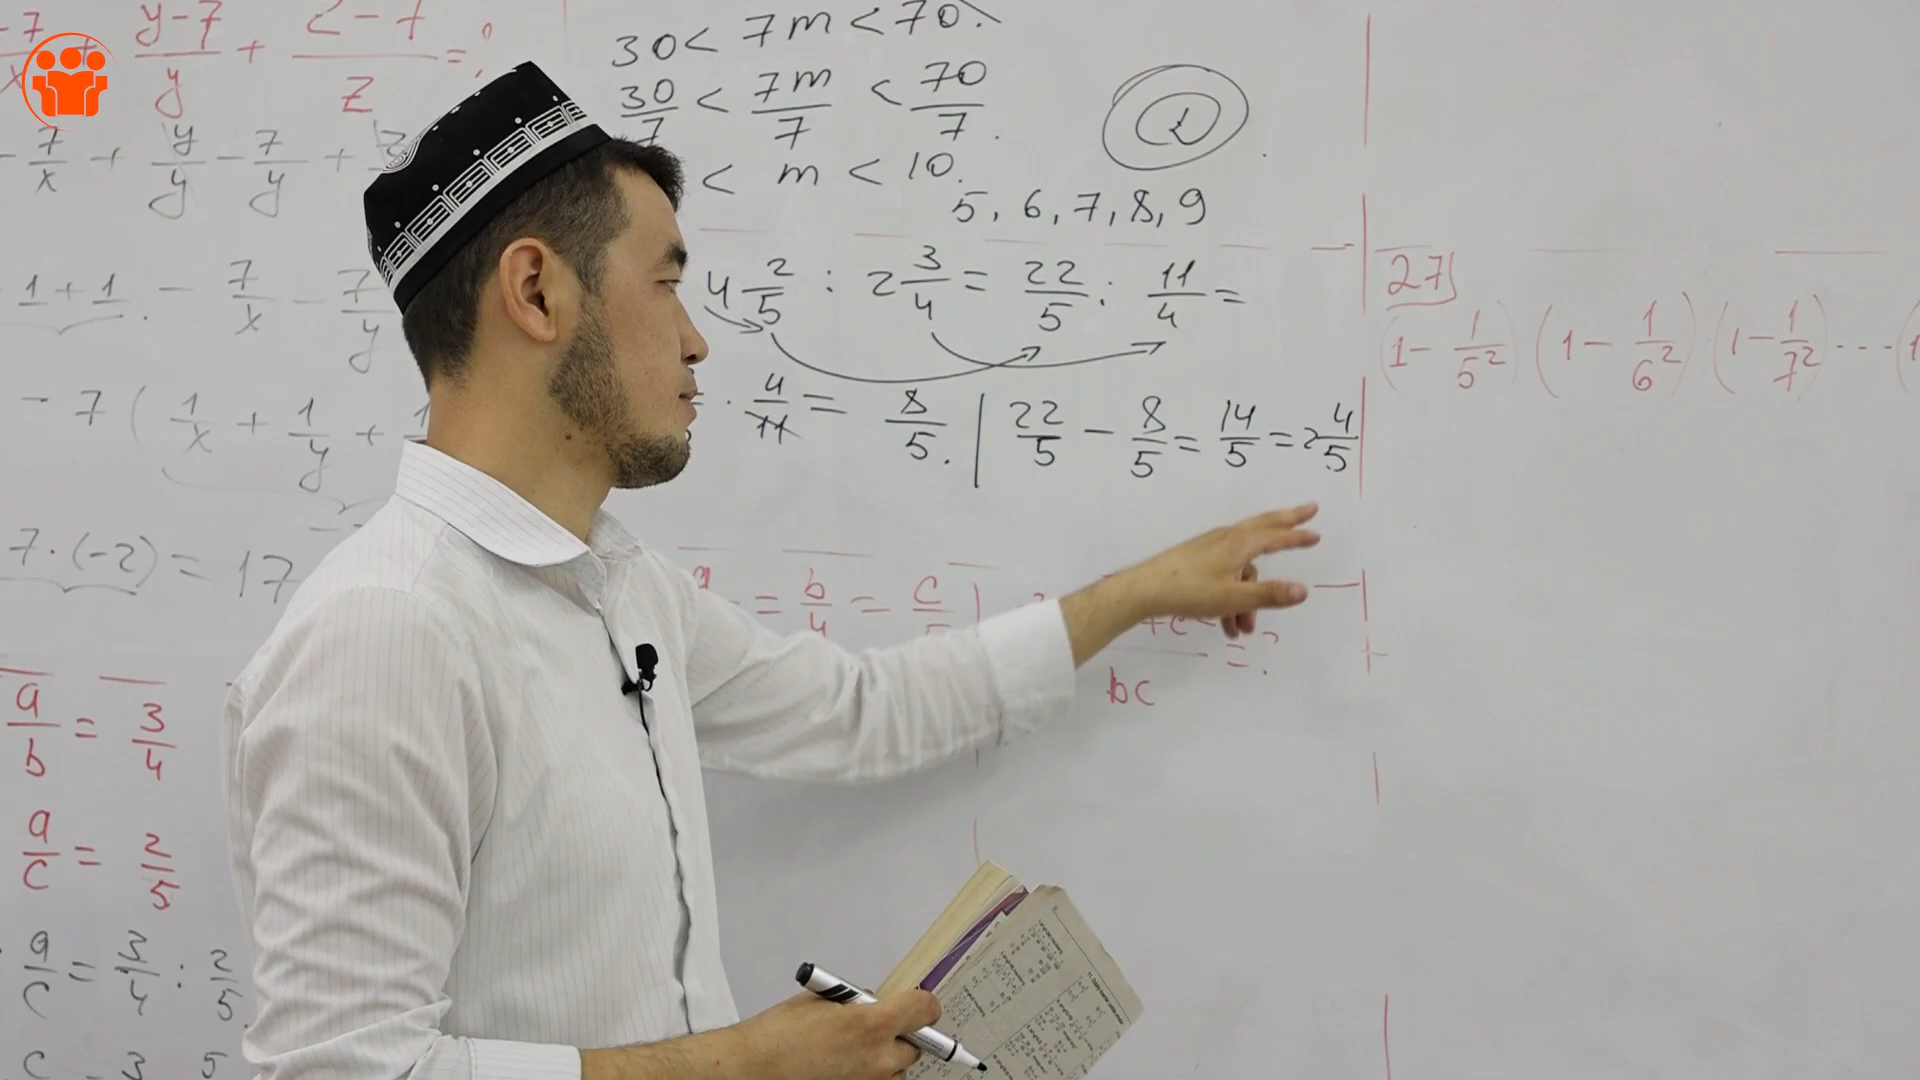 y-7/y + z-7/z = ?
-7/x + y/y - 7/y +
1+1. - 7/x - 7/y
-7(1/x + 1/y +
7·(-2) = 17
a/b = 3/4
a/c = 2/5
a/c = 3/4 : 2/5
30 < 7m < 70.
30/7 < 7m/7 < 70/7.
< m < 10.
5, 6, 7, 8, 9
4 2/5 : 2 3/4 = 22/5 : 11/4 =
· 4/11 = 8/5. | 22/5 - 8/5 = 14/5 = 2 4/5
= b/4 = c/5
= ?
bc
27)
(1 - 1/5²) (1 - 1/6²) · (1 - 1/7²) ···· (1